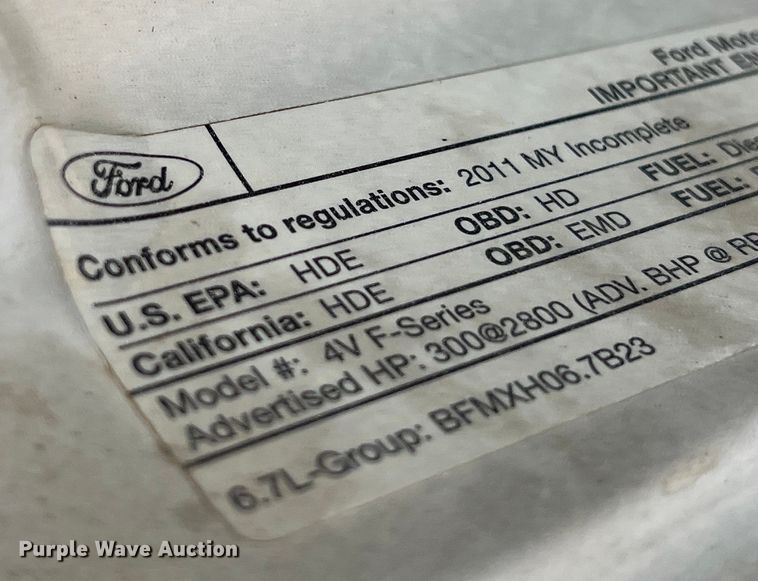 Ford Moto
IMPORTANT EN
Ford
Conforms to regulations: 2011 MY Incomplete
U.S. EPA: HDE OBD: HD FUEL: Dies
California: HDE OBD: EMD FUEL:
Model #: 4V F-Series
Advertised HP: 300@2800 (ADV. BHP @ RP
6.7L-Group: BFMXH06.7B23
Purple Wave Auction